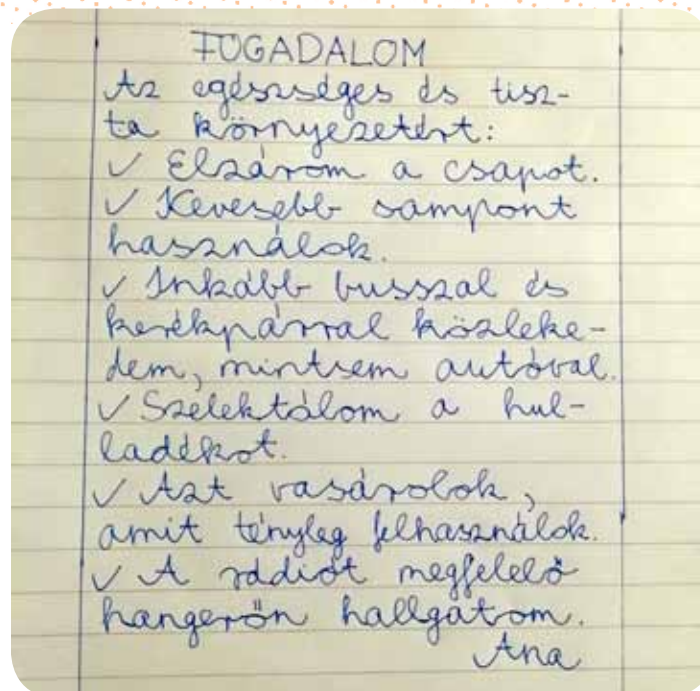 FOGADALOM
Az egészséges és tisz-
ta környezetért:
✓ Elzárom a csapot.
✓ Kevesebb sampont
használok.
✓ Inkább busszal és
kerékpárral közleke-
dem, mintsem autóval.
✓ Szelektálom a hul-
ladékot.
✓ Azt vasárolok,
amit tényleg felhasználok.
✓ A rádiót megfelelő
hangerőn hallgatom.
Ana